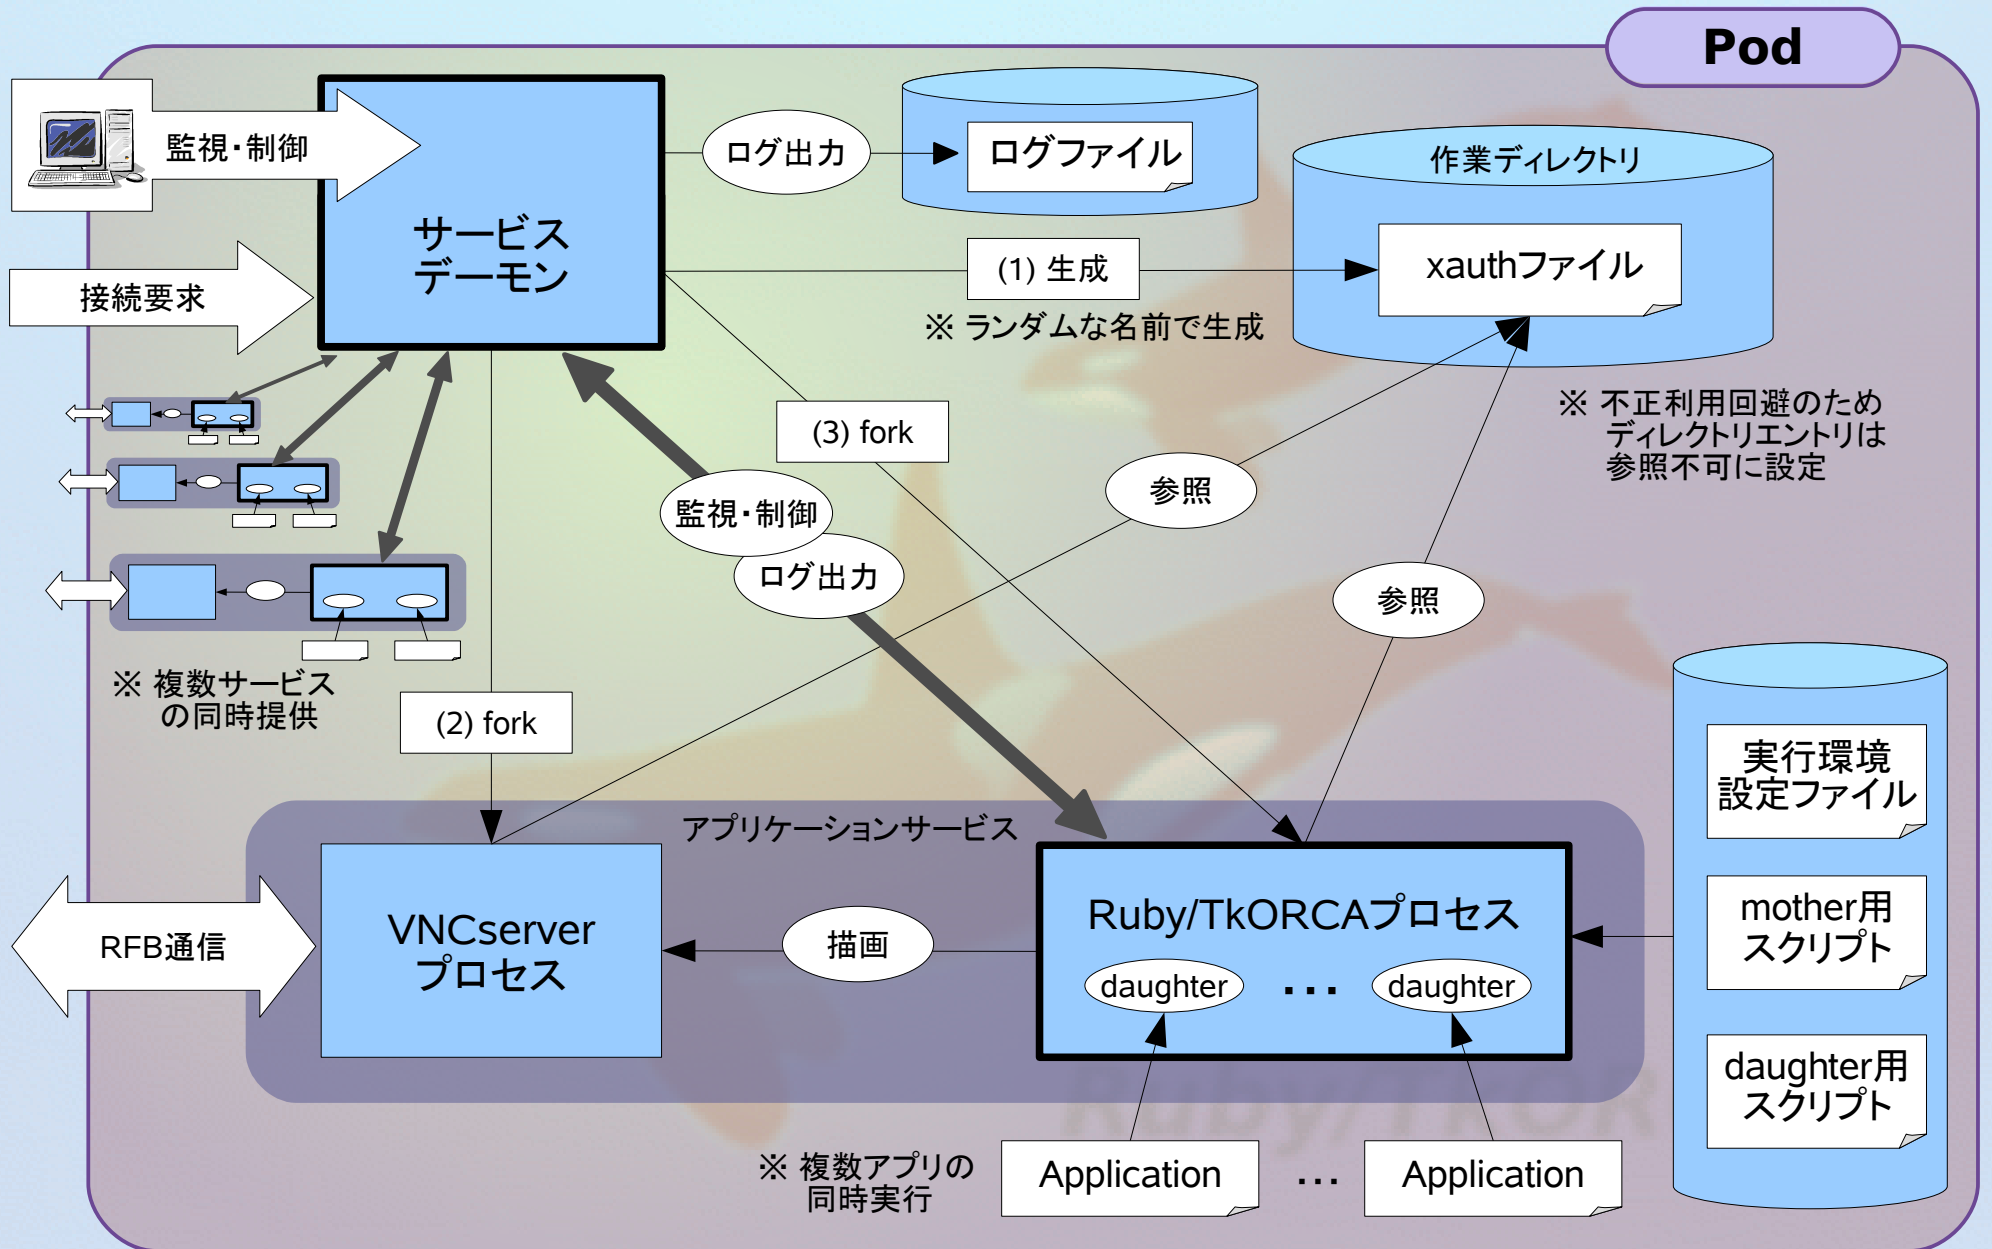 Pod
監視・制御
サービス
デーモン
ログ出力
ログファイル
作業ディレクトリ
xauthファイル
(1) 生成
※ ランダムな名前で生成
接続要求
※ 不正利用回避のため
ディレクトリエントリは
参照不可に設定
(3) fork
参照
監視・制御
ログ出力
参照
※ 複数サービス
の同時提供
(2) fork
アプリケーションサービス
VNCserver
プロセス
RFB通信
描画
Ruby/TkORCAプロセス
daughter
・・・
daughter
実行環境
設定ファイル
mother用
スクリプト
daughter用
スクリプト
Ruby/TkOR
※ 複数アプリの
同時実行
Application
…
Application